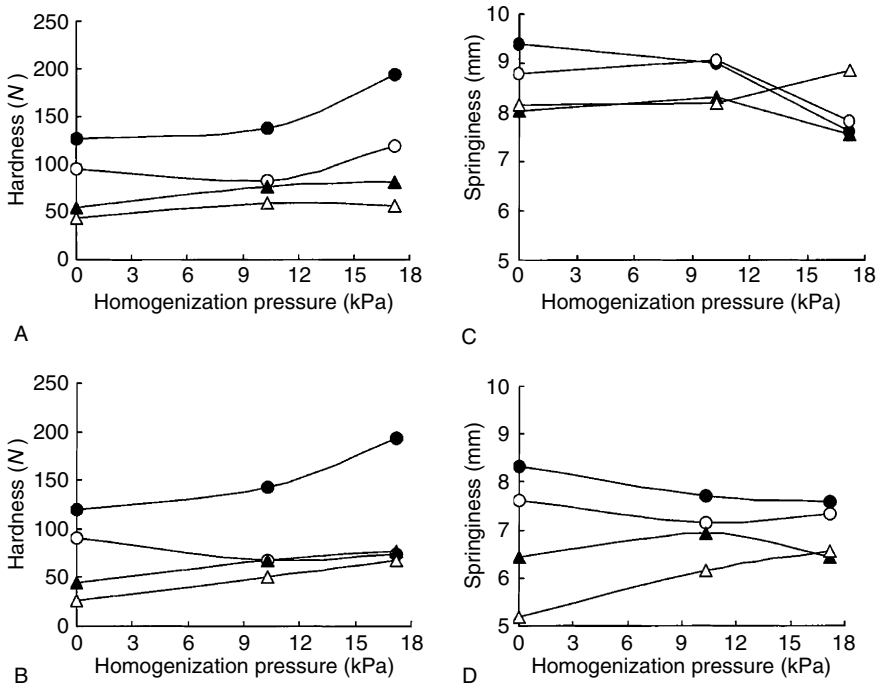 250
200
150
100
50
0
Hardness (N)
0 3 6 9 12 15 18
Homogenization pressure (kPa)
A
10
9
8
7
6
5
Springiness (mm)
0 3 6 9 12 15 18
Homogenization pressure (kPa)
C
250
200
150
100
50
0
Hardness (N)
0 3 6 9 12 15 18
Homogenization pressure (kPa)
B
10
9
8
7
6
5
Springiness (mm)
0 3 6 9 12 15 18
Homogenization pressure (kPa)
D